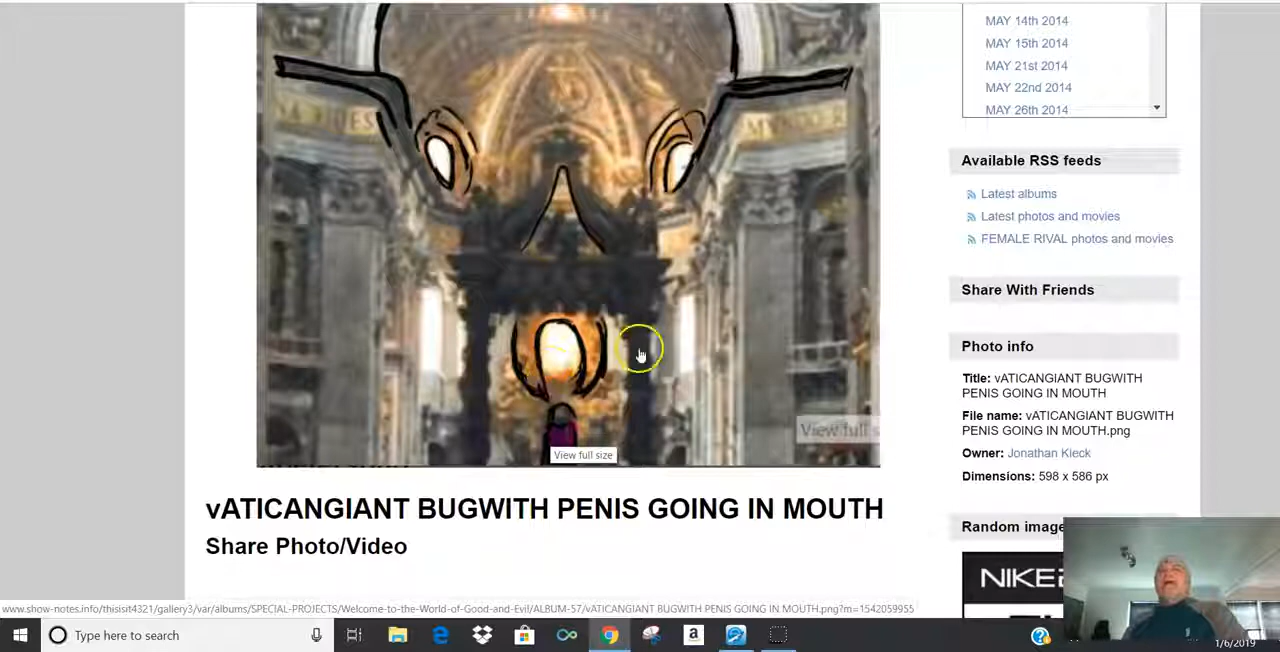 MAY 14th 2014
MAY 15th 2014
MAY 21st 2014
MAY 22nd 2014
MAY 26th 2014
Available RSS feeds
Latest albums
Latest photos and movies
FEMALE RIVAL photos and movies
Share With Friends
Photo info
Title: vATICANGIANT BUGWITH
PENIS GOING IN MOUTH
File name: vATICANGIANT BUGWITH
PENIS GOING IN MOUTH.png
Owner: Jonathan Kieck
Dimensions: 598 x 586 px
Random image
NIKE
View full s
View full size
vATICANGIANT BUGWITH PENIS GOING IN MOUTH
Share Photo/Video
www.show-notes.info/thisisit4321/gallery3/var/albums/SPECIAL-PROJECTS/Welcome-to-the-World-of-Good-and-Evil/ALBUM-57/vATICANGIANT BUGWITH PENIS GOING IN MOUTH.png?m=1542059955
Type here to search
1/6/2019